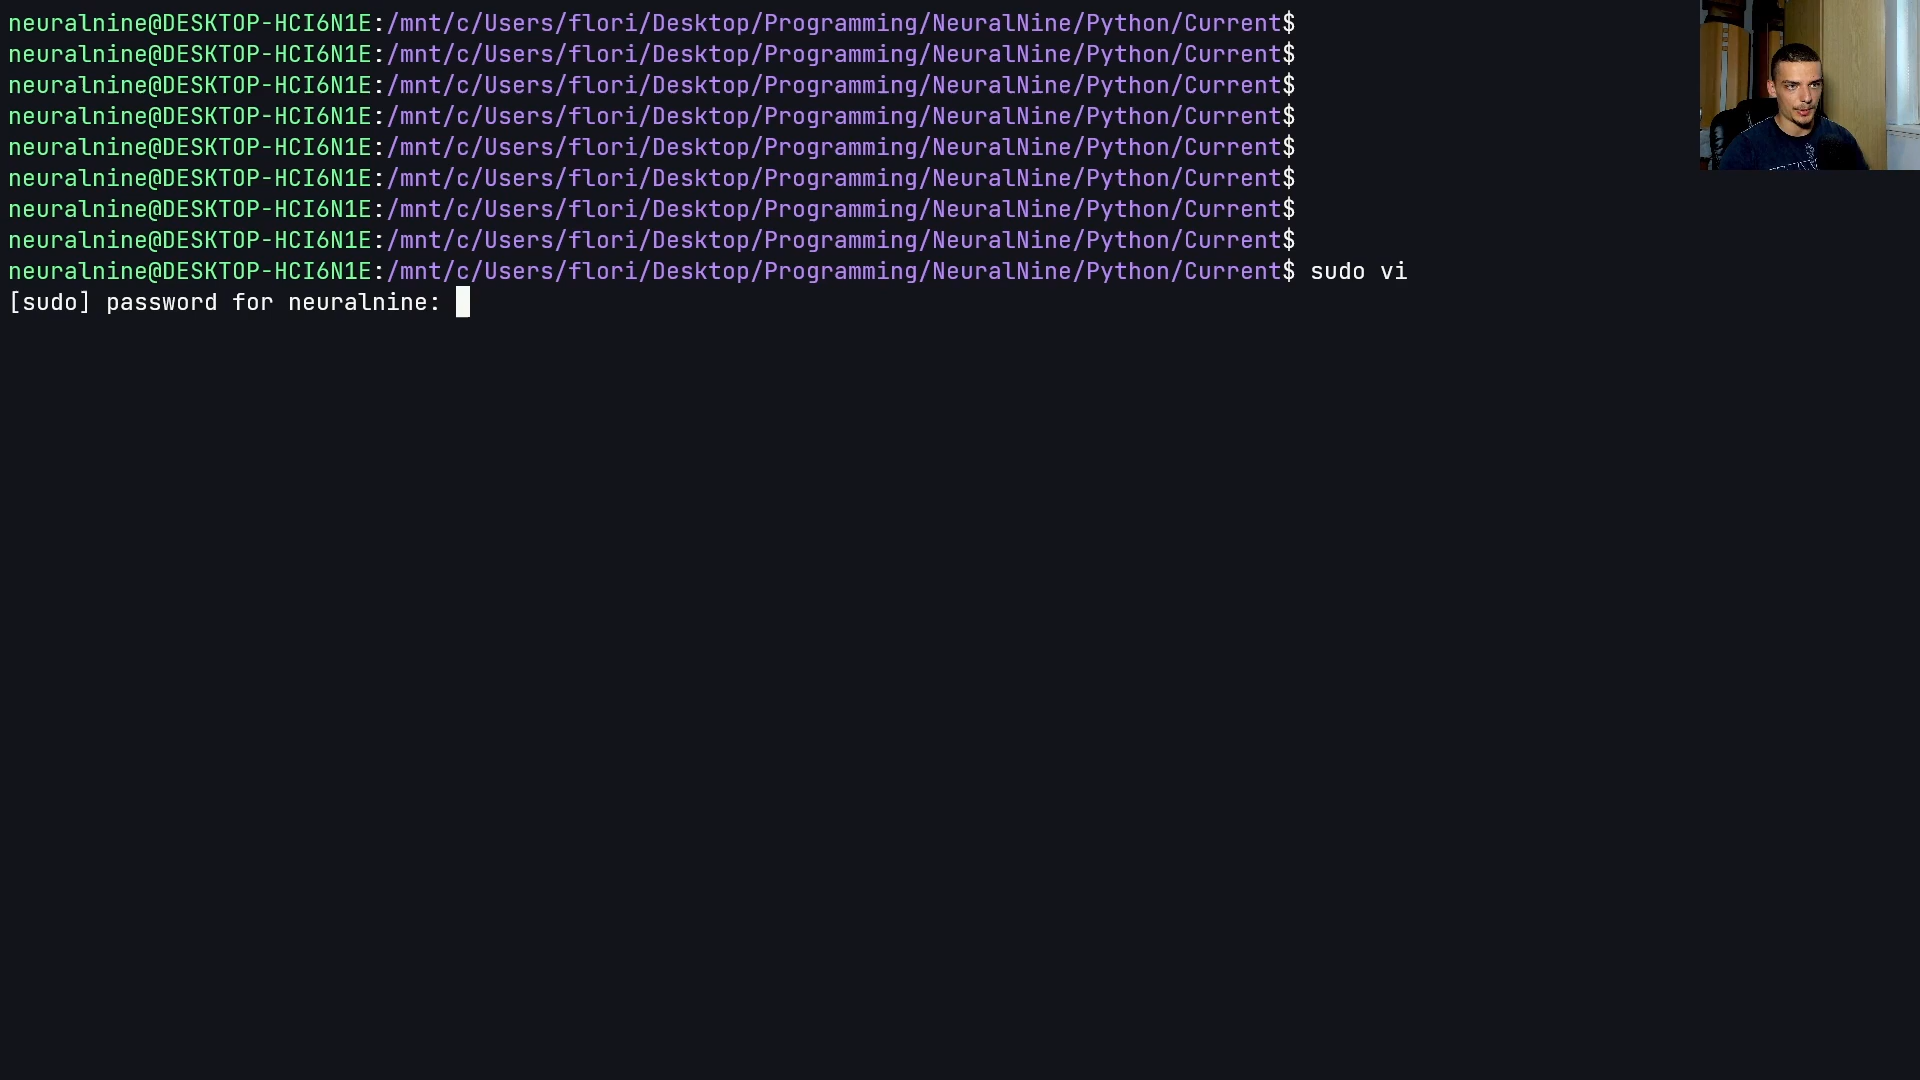 neuralnine@DESKTOP-HCI6N1E:/mnt/c/Users/flori/Desktop/Programming/NeuralNine/Python/Current$
neuralnine@DESKTOP-HCI6N1E:/mnt/c/Users/flori/Desktop/Programming/NeuralNine/Python/Current$
neuralnine@DESKTOP-HCI6N1E:/mnt/c/Users/flori/Desktop/Programming/NeuralNine/Python/Current$
neuralnine@DESKTOP-HCI6N1E:/mnt/c/Users/flori/Desktop/Programming/NeuralNine/Python/Current$
neuralnine@DESKTOP-HCI6N1E:/mnt/c/Users/flori/Desktop/Programming/NeuralNine/Python/Current$
neuralnine@DESKTOP-HCI6N1E:/mnt/c/Users/flori/Desktop/Programming/NeuralNine/Python/Current$
neuralnine@DESKTOP-HCI6N1E:/mnt/c/Users/flori/Desktop/Programming/NeuralNine/Python/Current$
neuralnine@DESKTOP-HCI6N1E:/mnt/c/Users/flori/Desktop/Programming/NeuralNine/Python/Current$
neuralnine@DESKTOP-HCI6N1E:/mnt/c/Users/flori/Desktop/Programming/NeuralNine/Python/Current$ sudo vi
[sudo] password for neuralnine: